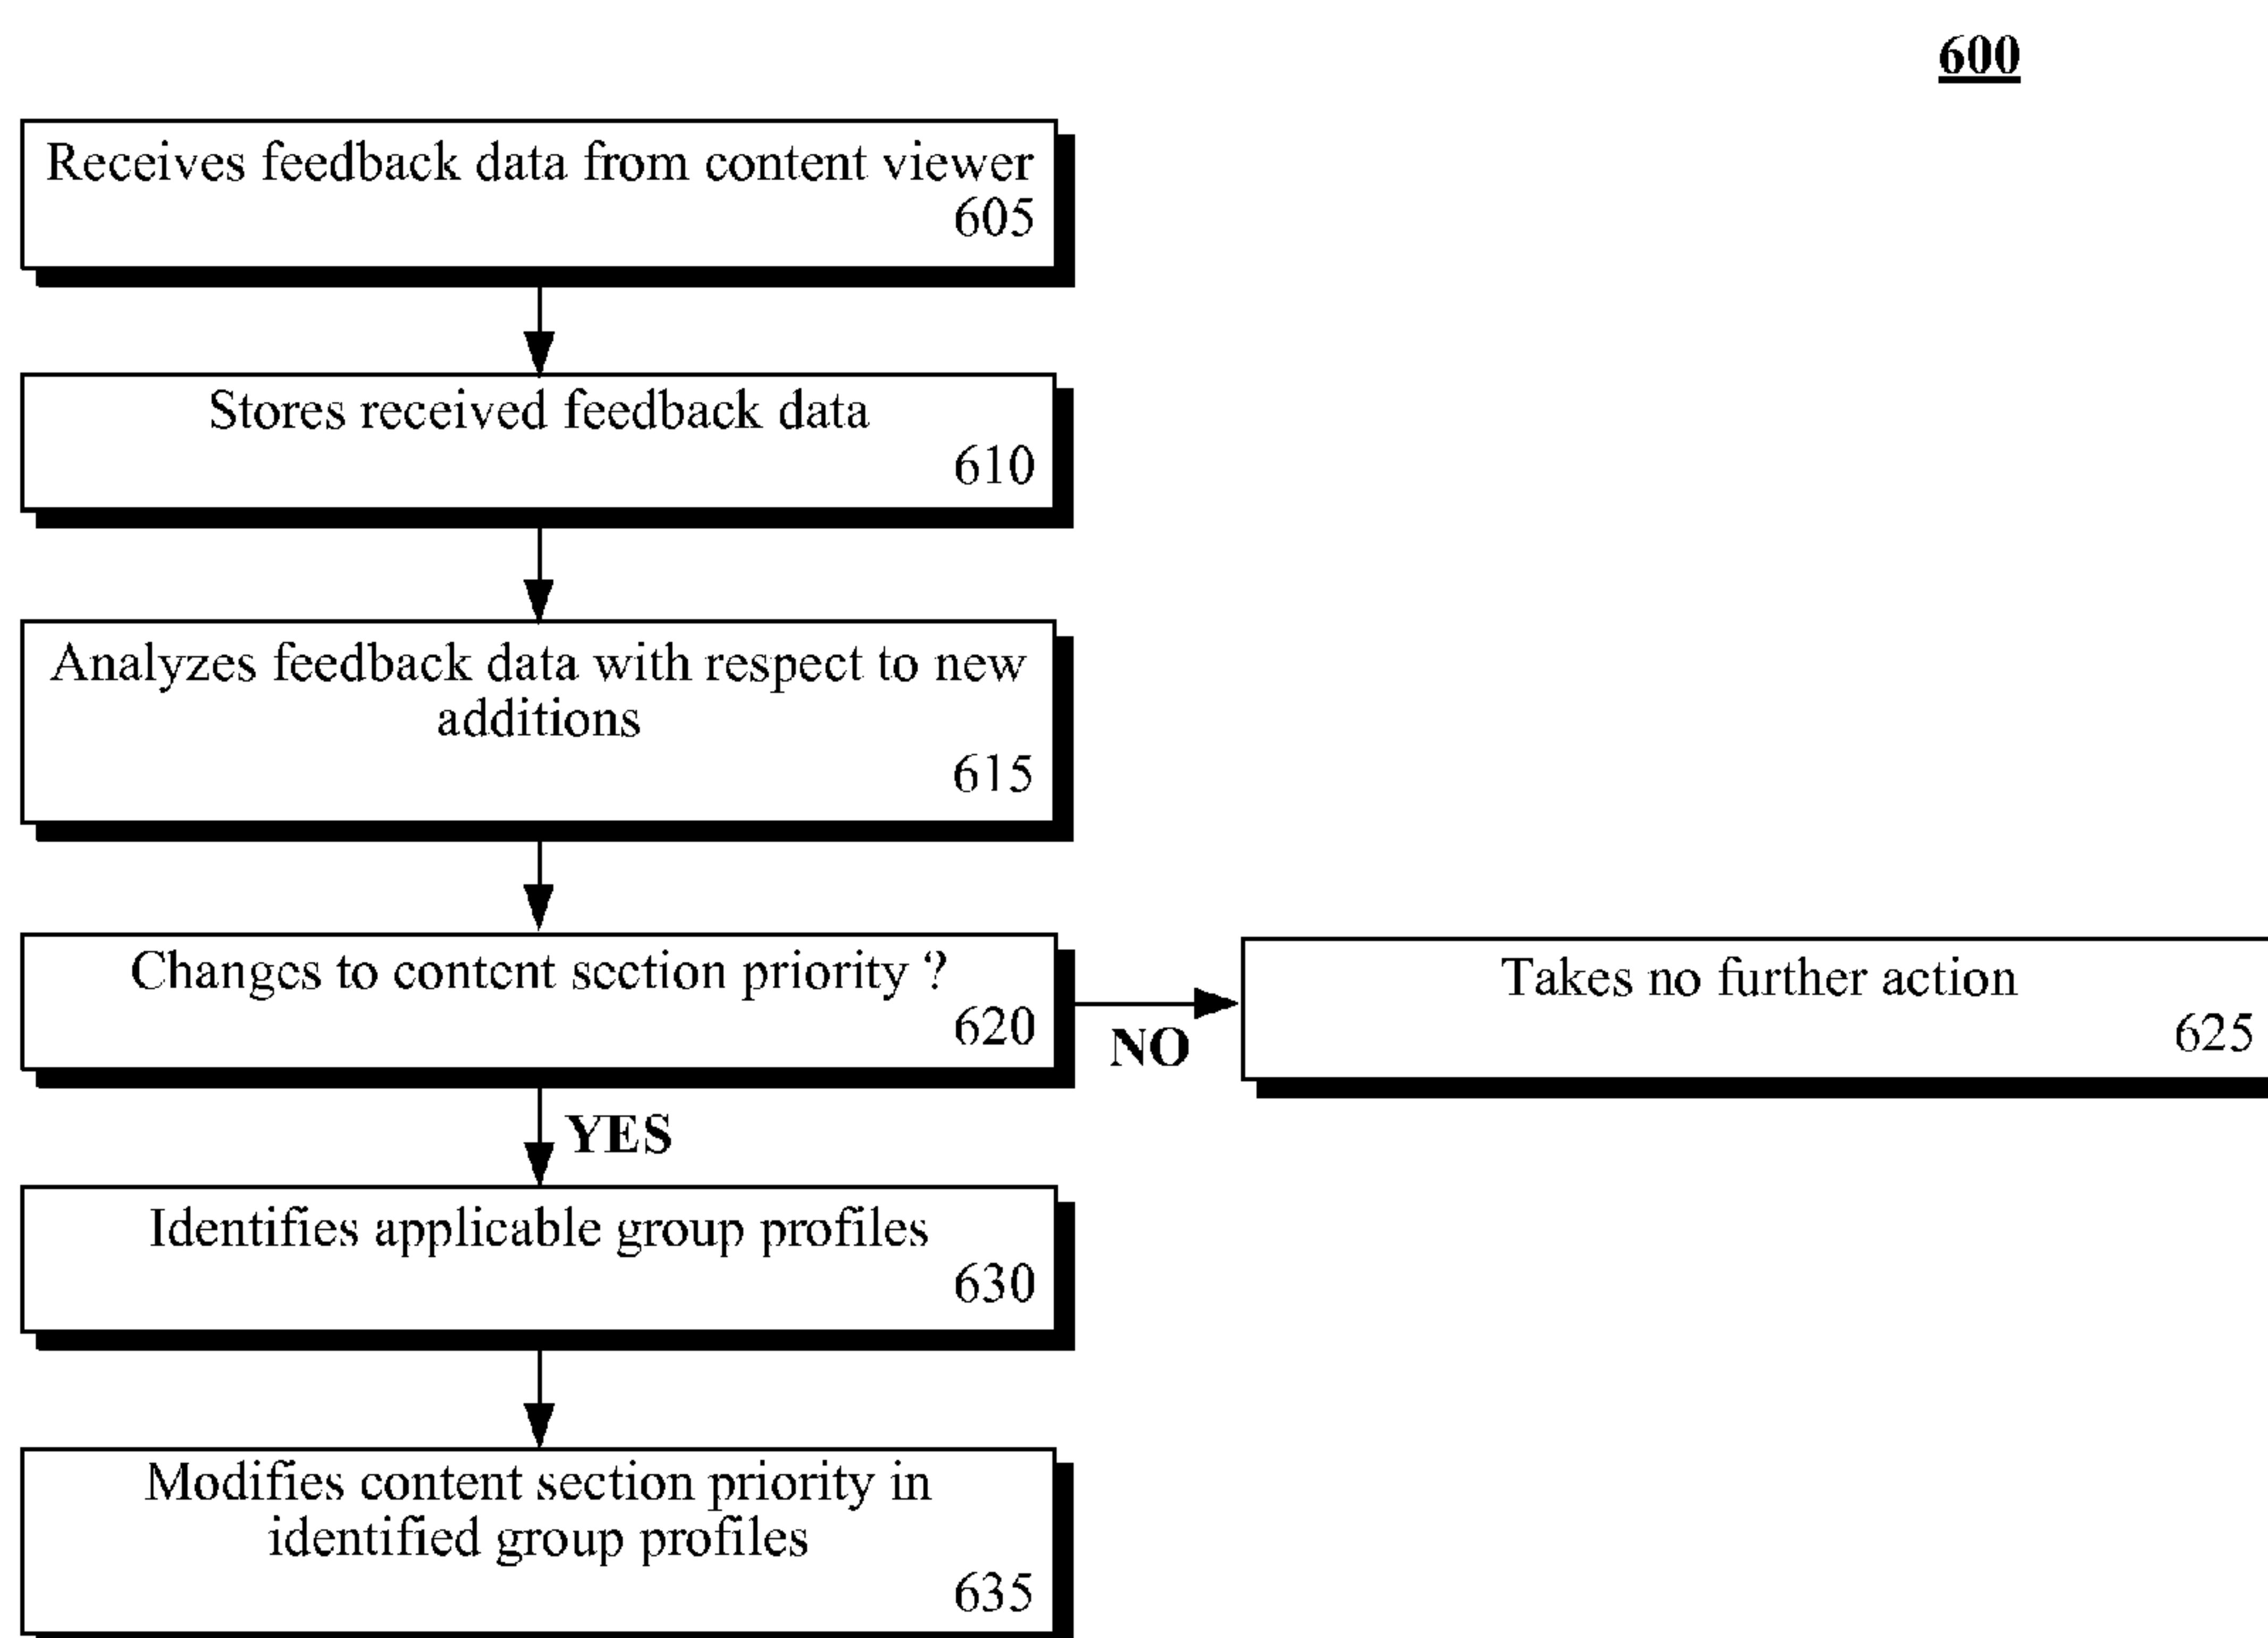 600
Receives feedback data from content viewer
605
Stores received feedback data
610
Analyzes feedback data with respect to new
additions
615
Changes to content section priority ?
620
NO
Takes no further action
625
YES
Identifies applicable group profiles
630
Modifies content section priority in
identified group profiles
635